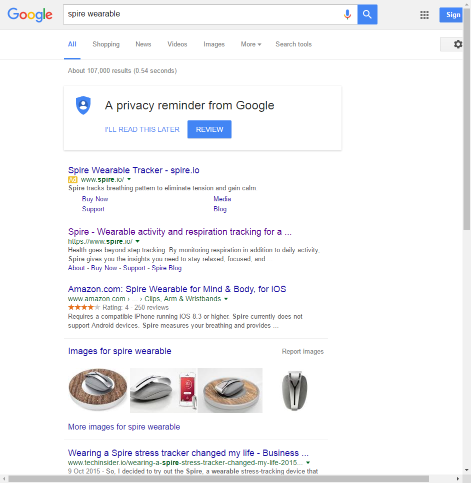 Google
spire wearable
Sign
All Shopping News Videos Images More Search tools
About 107,000 results (0.54 seconds)
A privacy reminder from Google
I'LL READ THIS LATER REVIEW
Spire Wearable Tracker - spire.io
Ad www.spire.io/
Spire tracks breathing pattern to eliminate tension and gain calm
Buy Now Media
Support Blog
Spire - Wearable activity and respiration tracking for a ...
https://www.spire.io/
Health goes beyond step tracking. By monitoring respiration in addition to daily activity,
Spire gives you the insights you need to stay relaxed, focused, and.
About - Buy Now - Support - Spire Blog
Amazon.com: Spire Wearable for Mind & Body, for iOS
www.amazon.com › ... › Clips, Arm & Wristbands
Rating: 4 - 250 reviews
Requires a compatible iPhone running iOS 8.3 or higher. Spire currently does not
support Android devices. Spire measures your breathing and provides ...
Images for spire wearable Report images
More images for spire wearable
Wearing a Spire stress tracker changed my life - Business ...
www.techinsider.io/wearing-a-spire-stress-tracker-changed-my-life-2015...
9 Oct 2015 - So, I decided to try out the Spire, a wearable stress-tracking device that